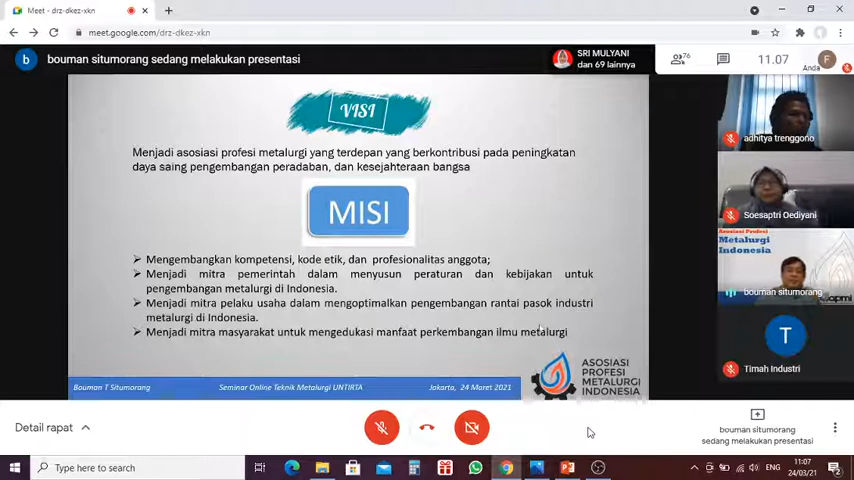 Meet - drz-dkez-xkn
meet.google.com/drz-dkez-xkn
b bouman situmorang sedang melakukan presentasi
SRI MULYANI
dan 69 lainnya
76
11.07
Anda
F
VISI
Menjadi asosiasi profesi metalurgi yang terdepan yang berkontribusi pada peningkatan
daya saing pengembangan peradaban, dan kesejahteraan bangsa
MISI
Mengembangkan kompetensi, kode etik, dan profesionalitas anggota;
Menjadi mitra pemerintah dalam menyusun peraturan dan kebijakan untuk
pengembangan metalurgi di Indonesia.
Menjadi mitra pelaku usaha dalam mengoptimalkan pengembangan rantai pasok industri
metalurgi di Indonesia.
Menjadi mitra masyarakat untuk mengedukasi manfaat perkembangan ilmu metalurgi
Bouman T Situmorang
Seminar Online Teknik Metalurgi UNTIRTA
Jakarta, 24 Maret 2021
ASOSIASI
PROFESI
METALURGI
INDONESIA
adhitya trenggono
Soesaptri Oediyani
Asosiasi Profesi
Metalurgi
Indonesia
apmi
bouman situmorang
T
Timah Industri
Detail rapat
bouman situmorang
sedang melakukan presentasi
Type here to search
ENG
11:07
24/03/21
2